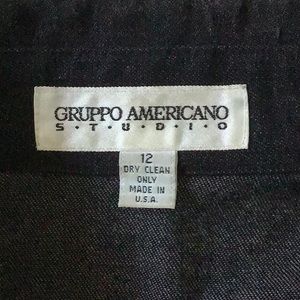 GRUPPO AMERICANO
S•T•U•D•I•O
12
DRY CLEAN
ONLY
MADE IN
U.S.A.